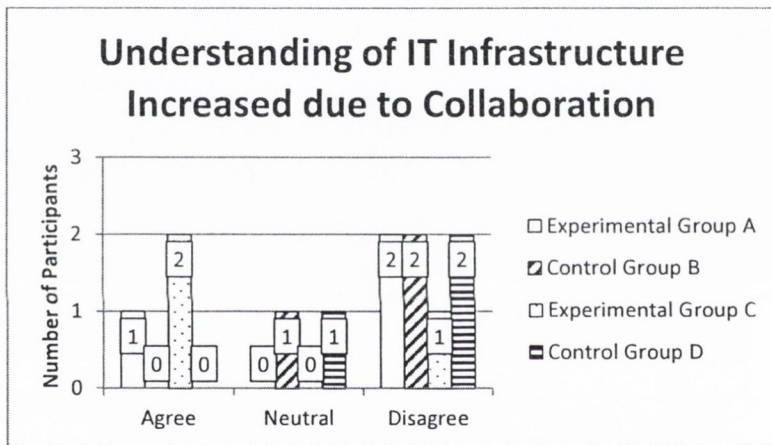 Understanding of IT Infrastructure
Increased due to Collaboration
Number of Participants
3
2
1
0
1
0
2
0
0
1
0
1
2
2
1
2
Agree
Neutral
Disagree
Experimental Group A
Control Group B
Experimental Group C
Control Group D